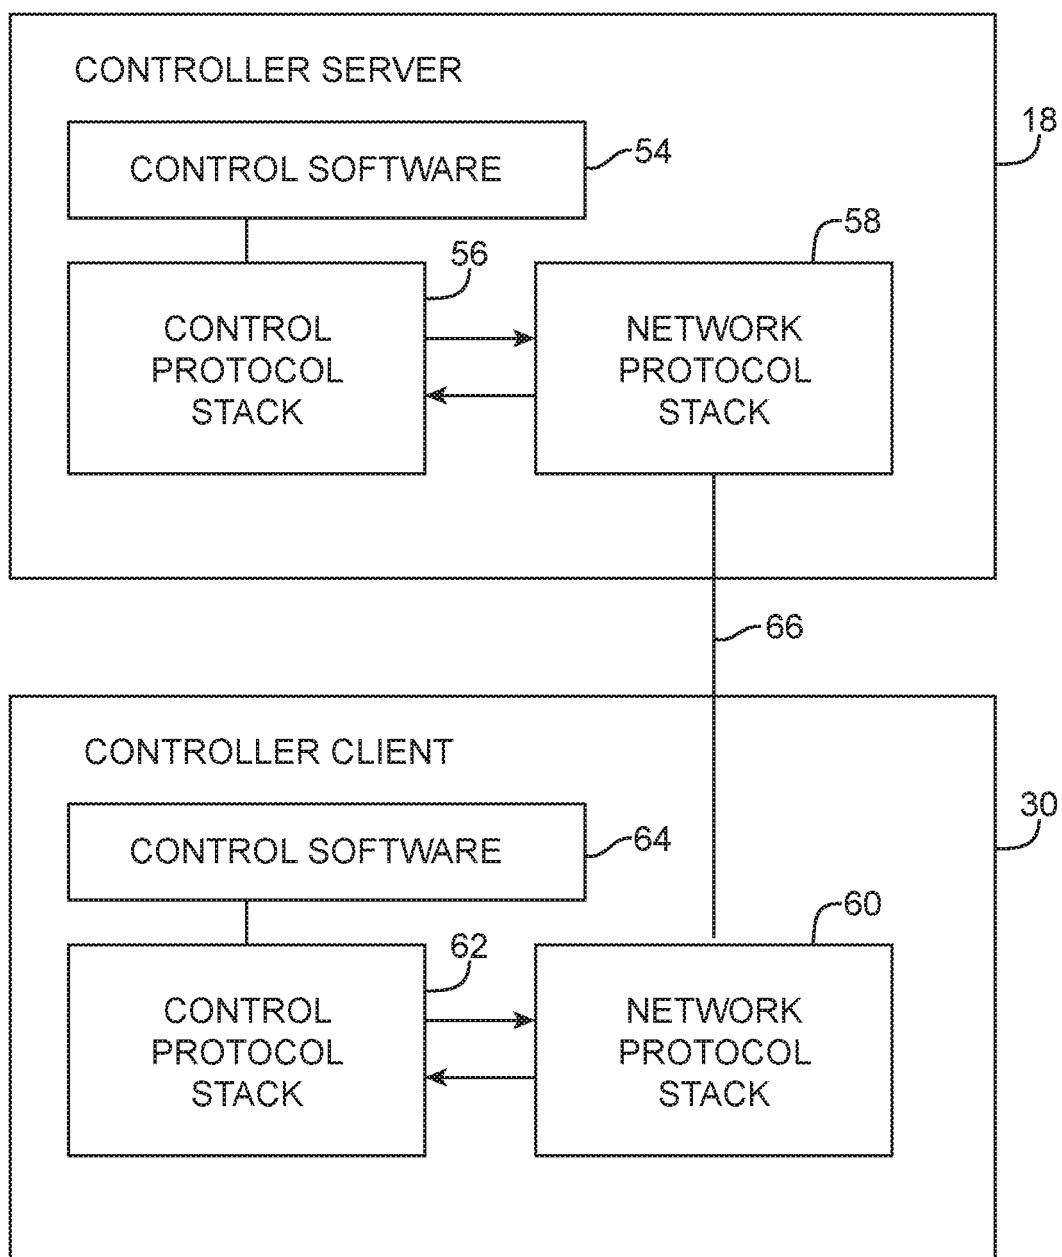 CONTROLLER SERVER
18
CONTROL SOFTWARE
54
56
58
CONTROL
PROTOCOL
STACK
NETWORK
PROTOCOL
STACK
66
CONTROLLER CLIENT
30
CONTROL SOFTWARE
64
62
60
CONTROL
PROTOCOL
STACK
NETWORK
PROTOCOL
STACK